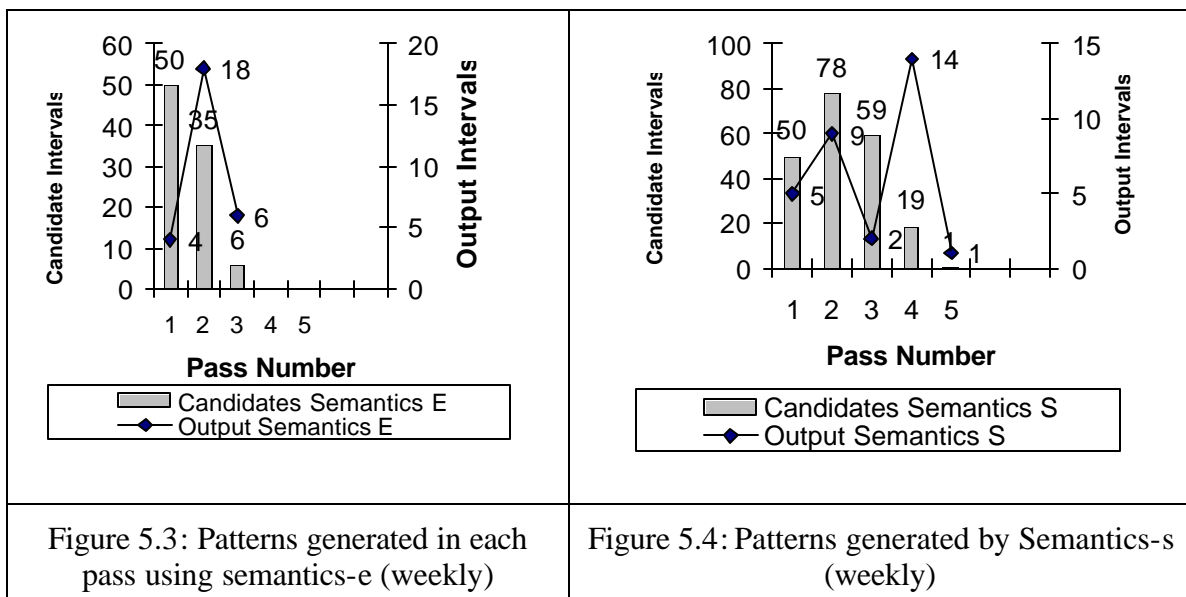 60
50
40
30
20
10
0
Candidate Intervals
50
35
6
4
18
6
20
15
10
5
0
Output Intervals
1 2 3 4 5
Pass Number
Candidates Semantics E
Output Semantics E
Figure 5.3: Patterns generated in each
pass using semantics-e (weekly)
100
80
60
40
20
0
Candidate Intervals
50
78
59
19
1
5
9
2
14
1
15
10
5
0
Output Intervals
1 2 3 4 5
Pass Number
Candidates Semantics S
Output Semantics S
Figure 5.4: Patterns generated by Semantics-s
(weekly)